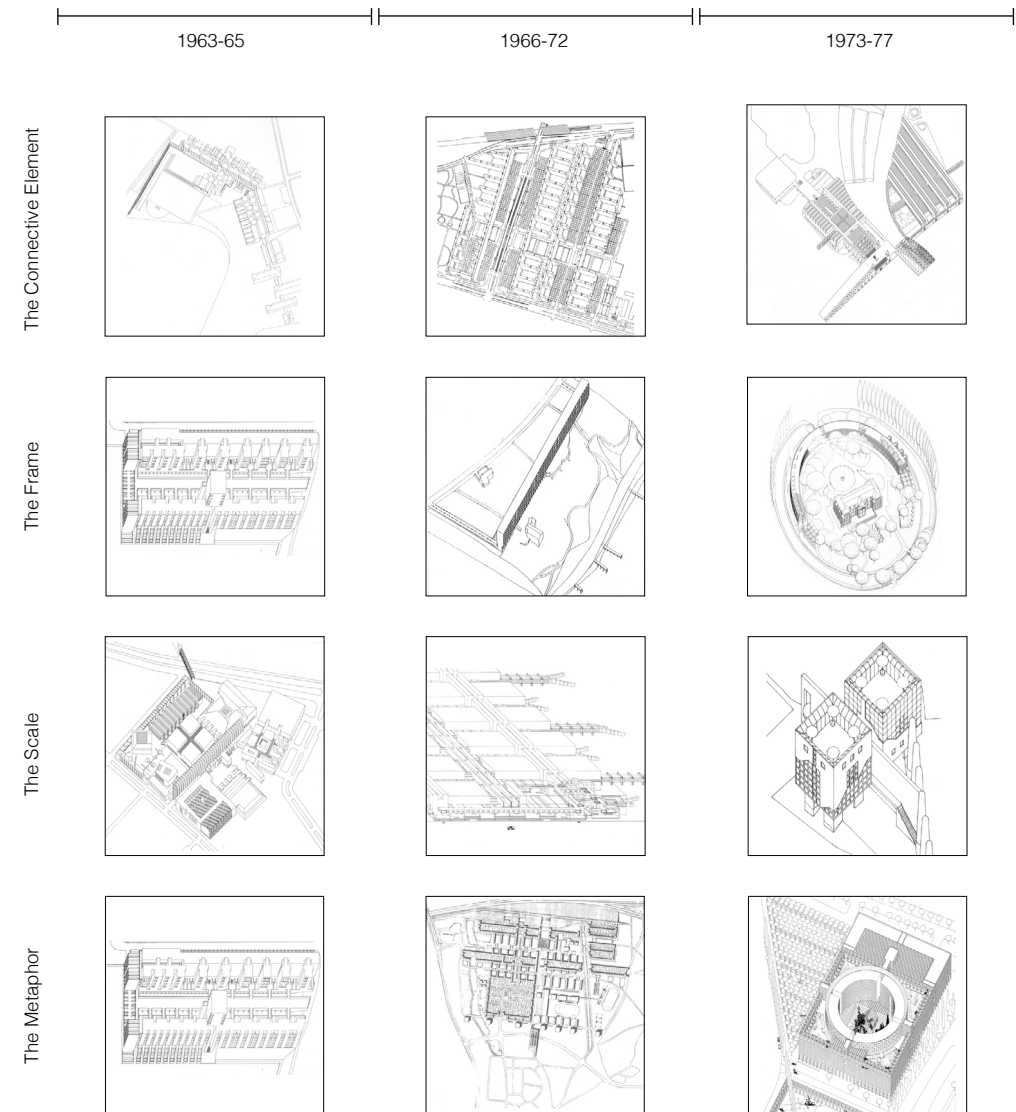 1963-65
1966-72
1973-77
The Connective Element
The Frame
The Scale
The Metaphor